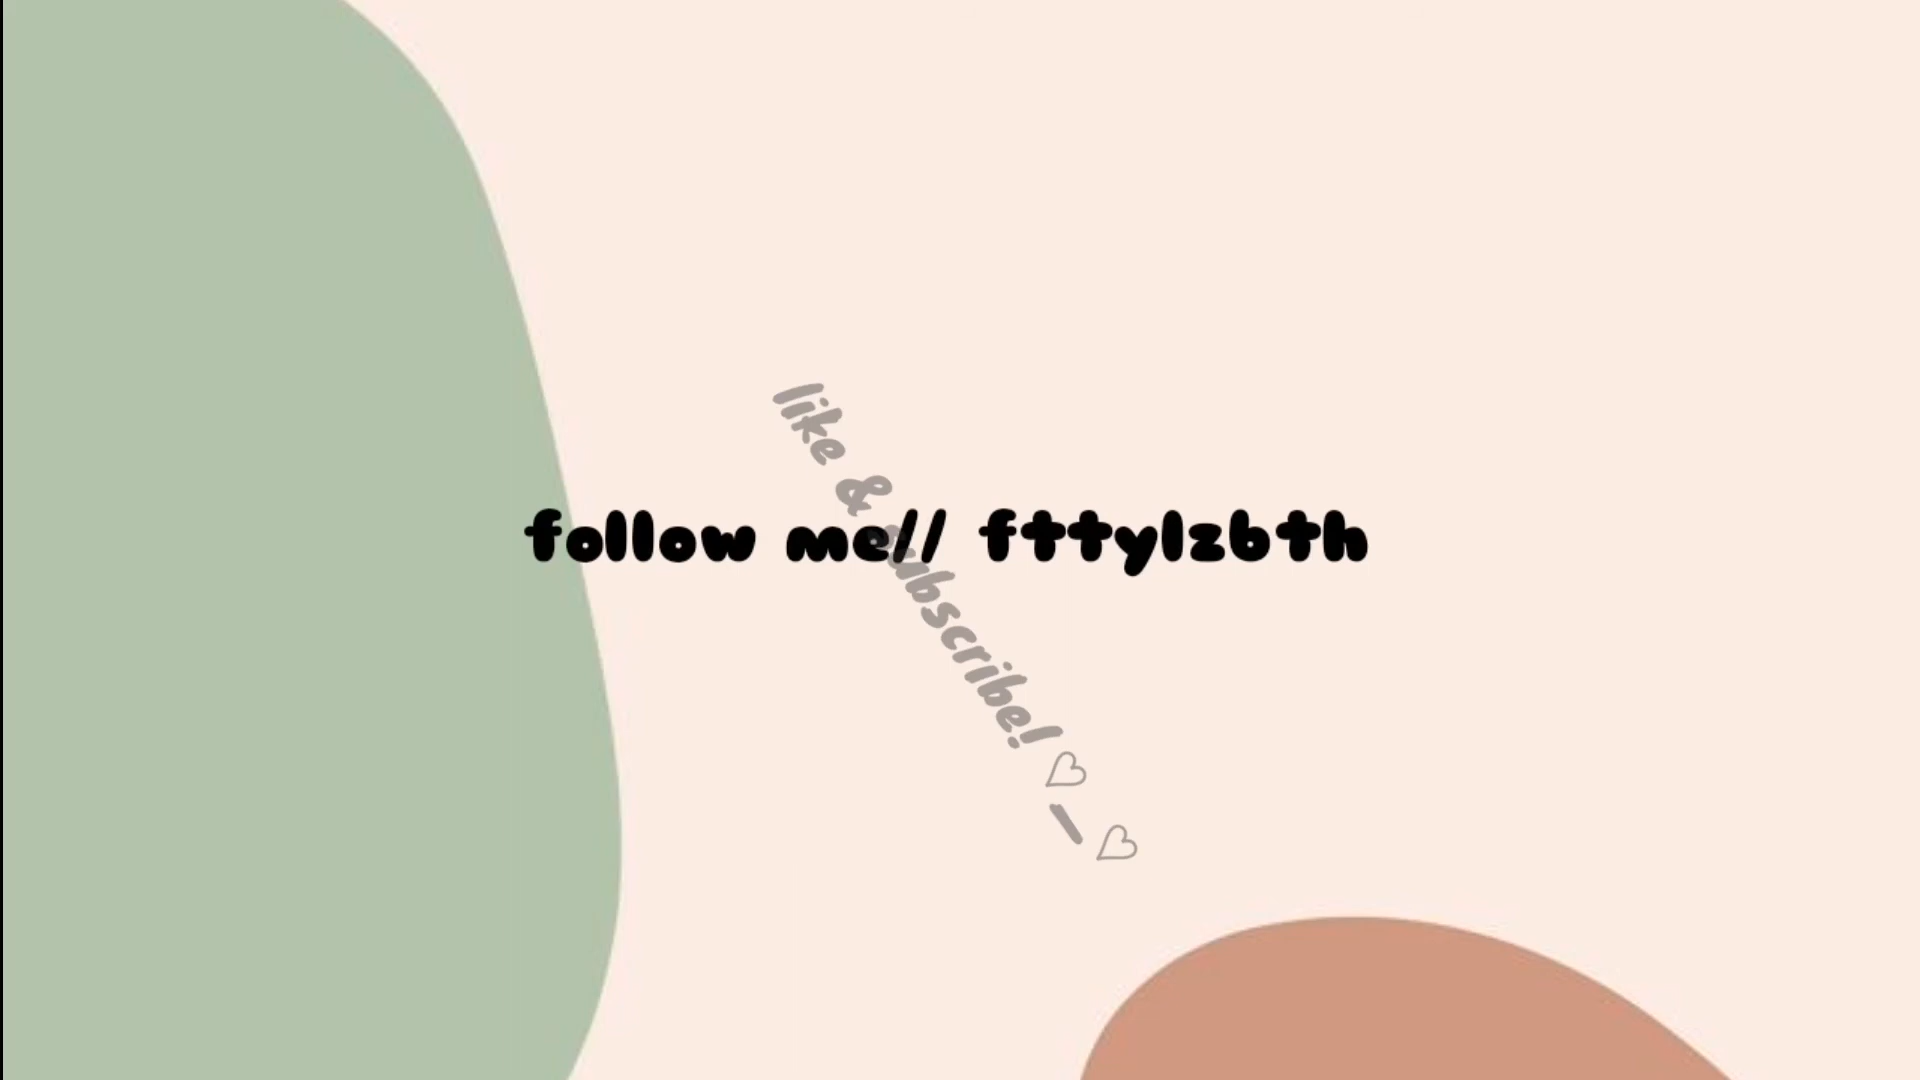 like & subscribe! ♡ – ♡
follow me// fttylzbth